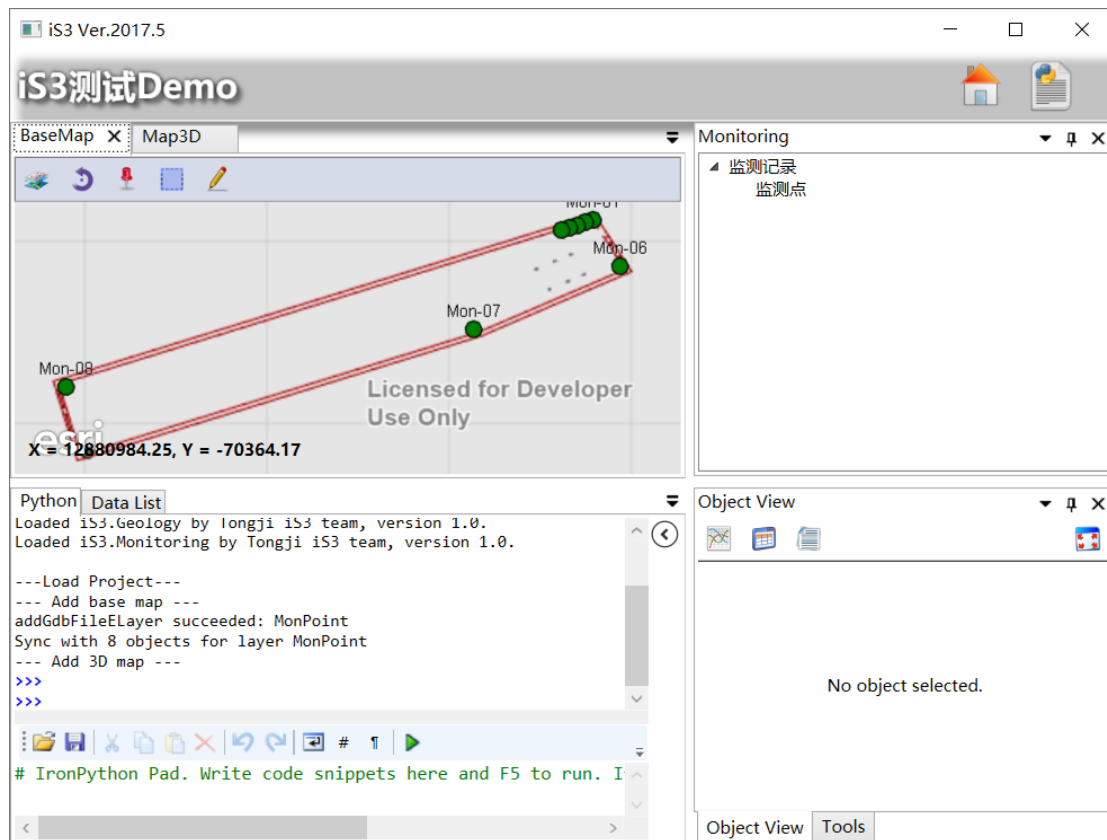 iS3 Ver.2017.5
iS3测试Demo
BaseMap
Map3D
Mon-01
Mon-06
Mon-07
Mon-08
Licensed for Developer
Use Only
esri
X = 12880984.25, Y = -70364.17
Monitoring
监测记录
监测点
Python
Data List
Loaded iS3.Geology by Tongji iS3 team, version 1.0.
Loaded iS3.Monitoring by Tongji iS3 team, version 1.0.
---Load Project---
--- Add base map ---
addGdbFileELayer succeeded: MonPoint
Sync with 8 objects for layer MonPoint
--- Add 3D map ---
>>>
>>>
# ¶
# IronPython Pad. Write code snippets here and F5 to run. I
Object View
No object selected.
Object View
Tools